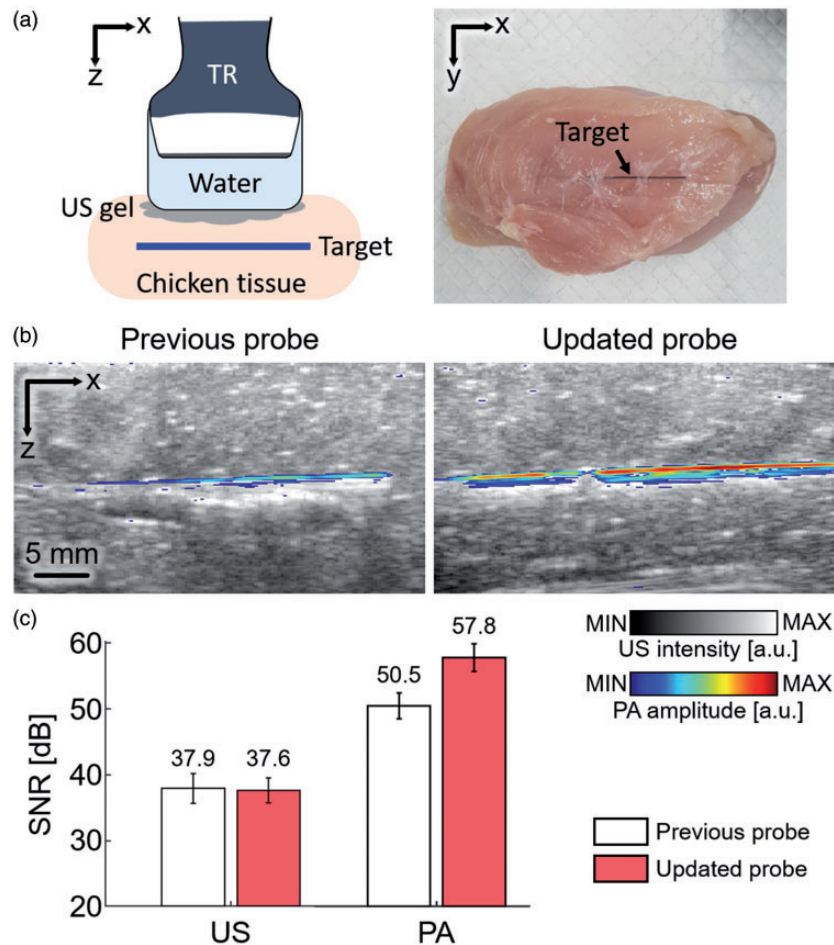 (a)
x
z
TR
Water
US gel
Target
Chicken tissue
x
y
Target
(b)
Previous probe
Updated probe
x
z
5 mm
(c)
SNR [dB]
60
50
40
30
20
37.9
37.6
50.5
57.8
US
PA
MIN
MAX
US intensity [a.u.]
MIN
MAX
PA amplitude [a.u.]
Previous probe
Updated probe